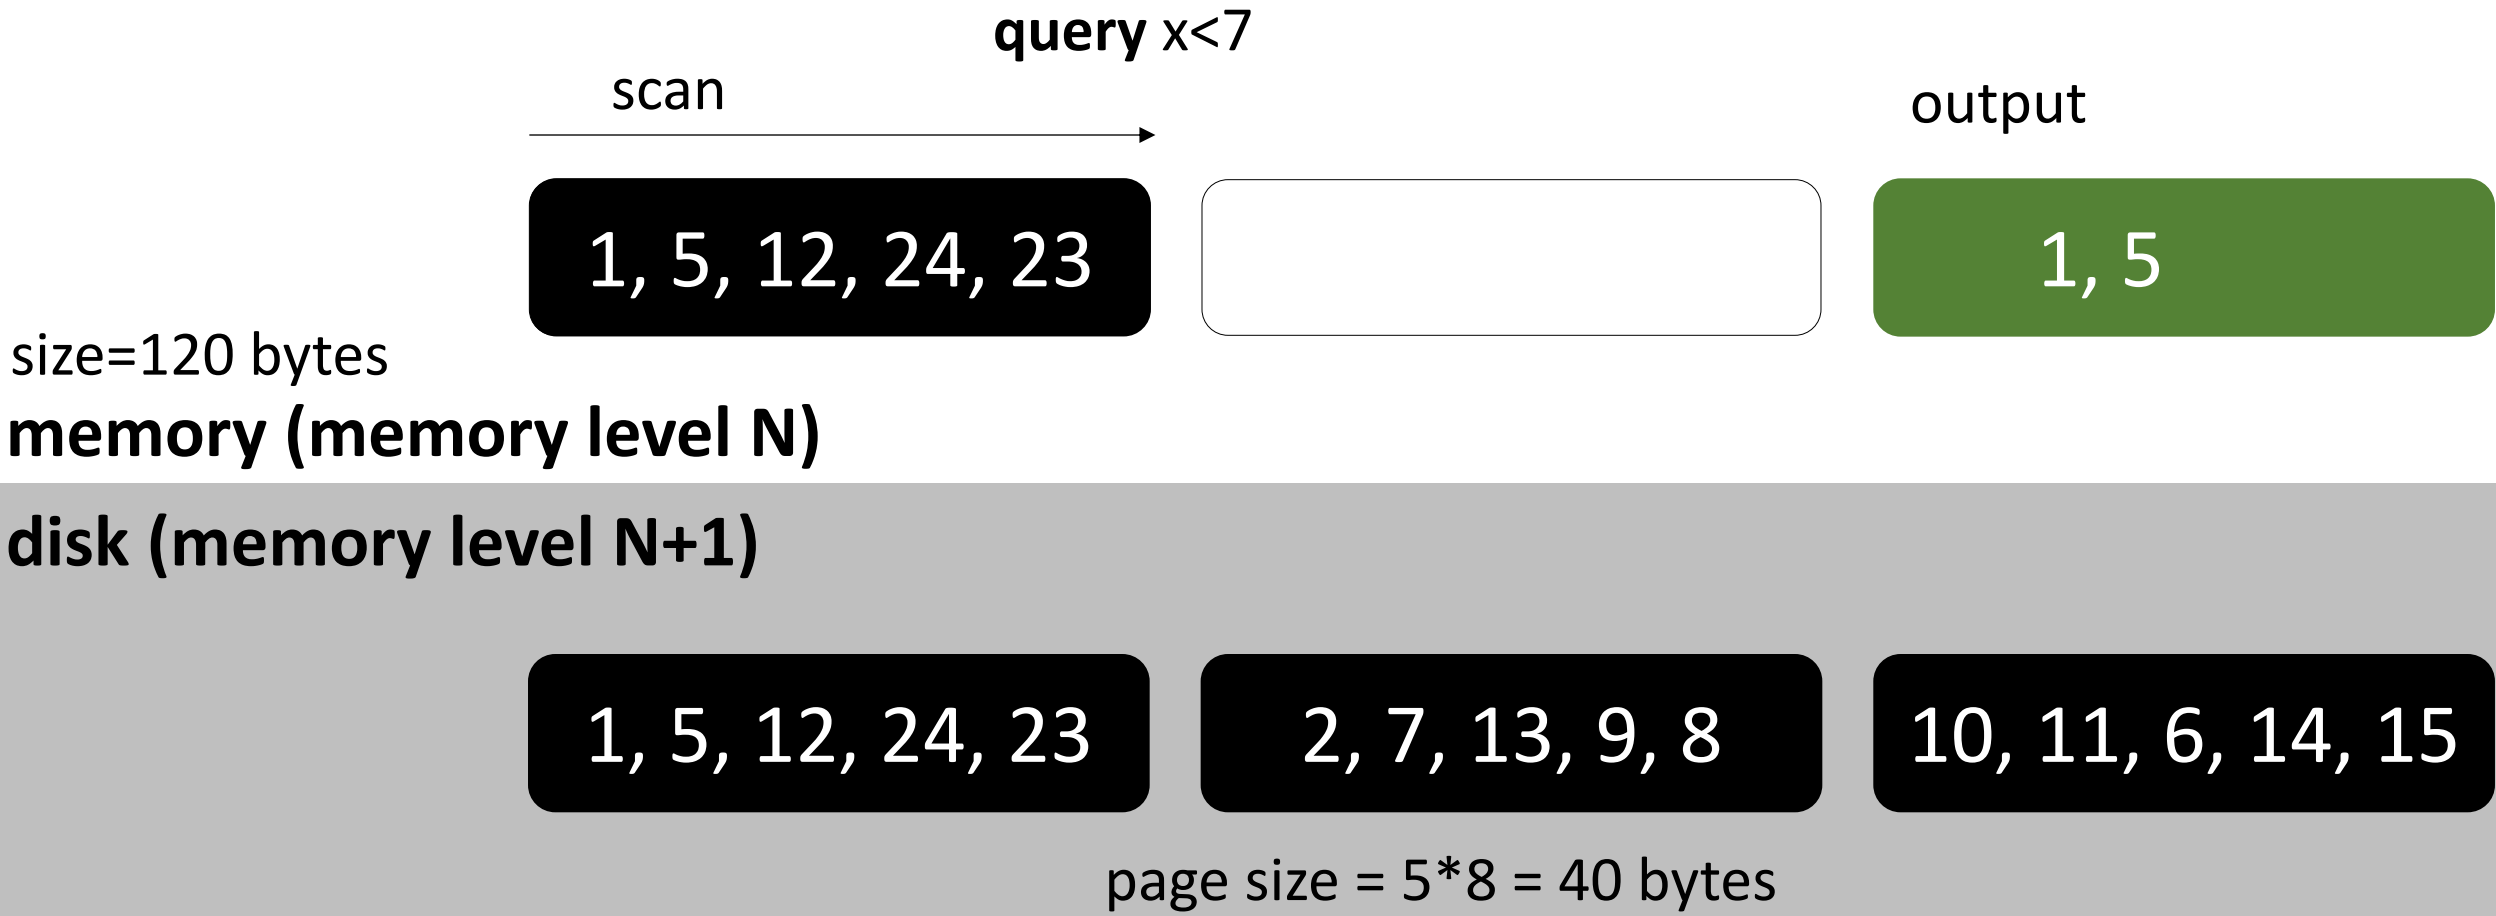 query x<7
scan
output
1, 5, 12, 24, 23
1, 5
size=120 bytes
memory (memory level N)
disk (memory level N+1)
1, 5, 12, 24, 23
2, 7, 13, 9, 8
10, 11, 6, 14, 15
page size = 5*8 = 40 bytes